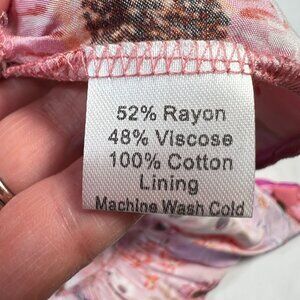 52% Rayon
48% Viscose
100% Cotton
Lining
Machine Wash Cold